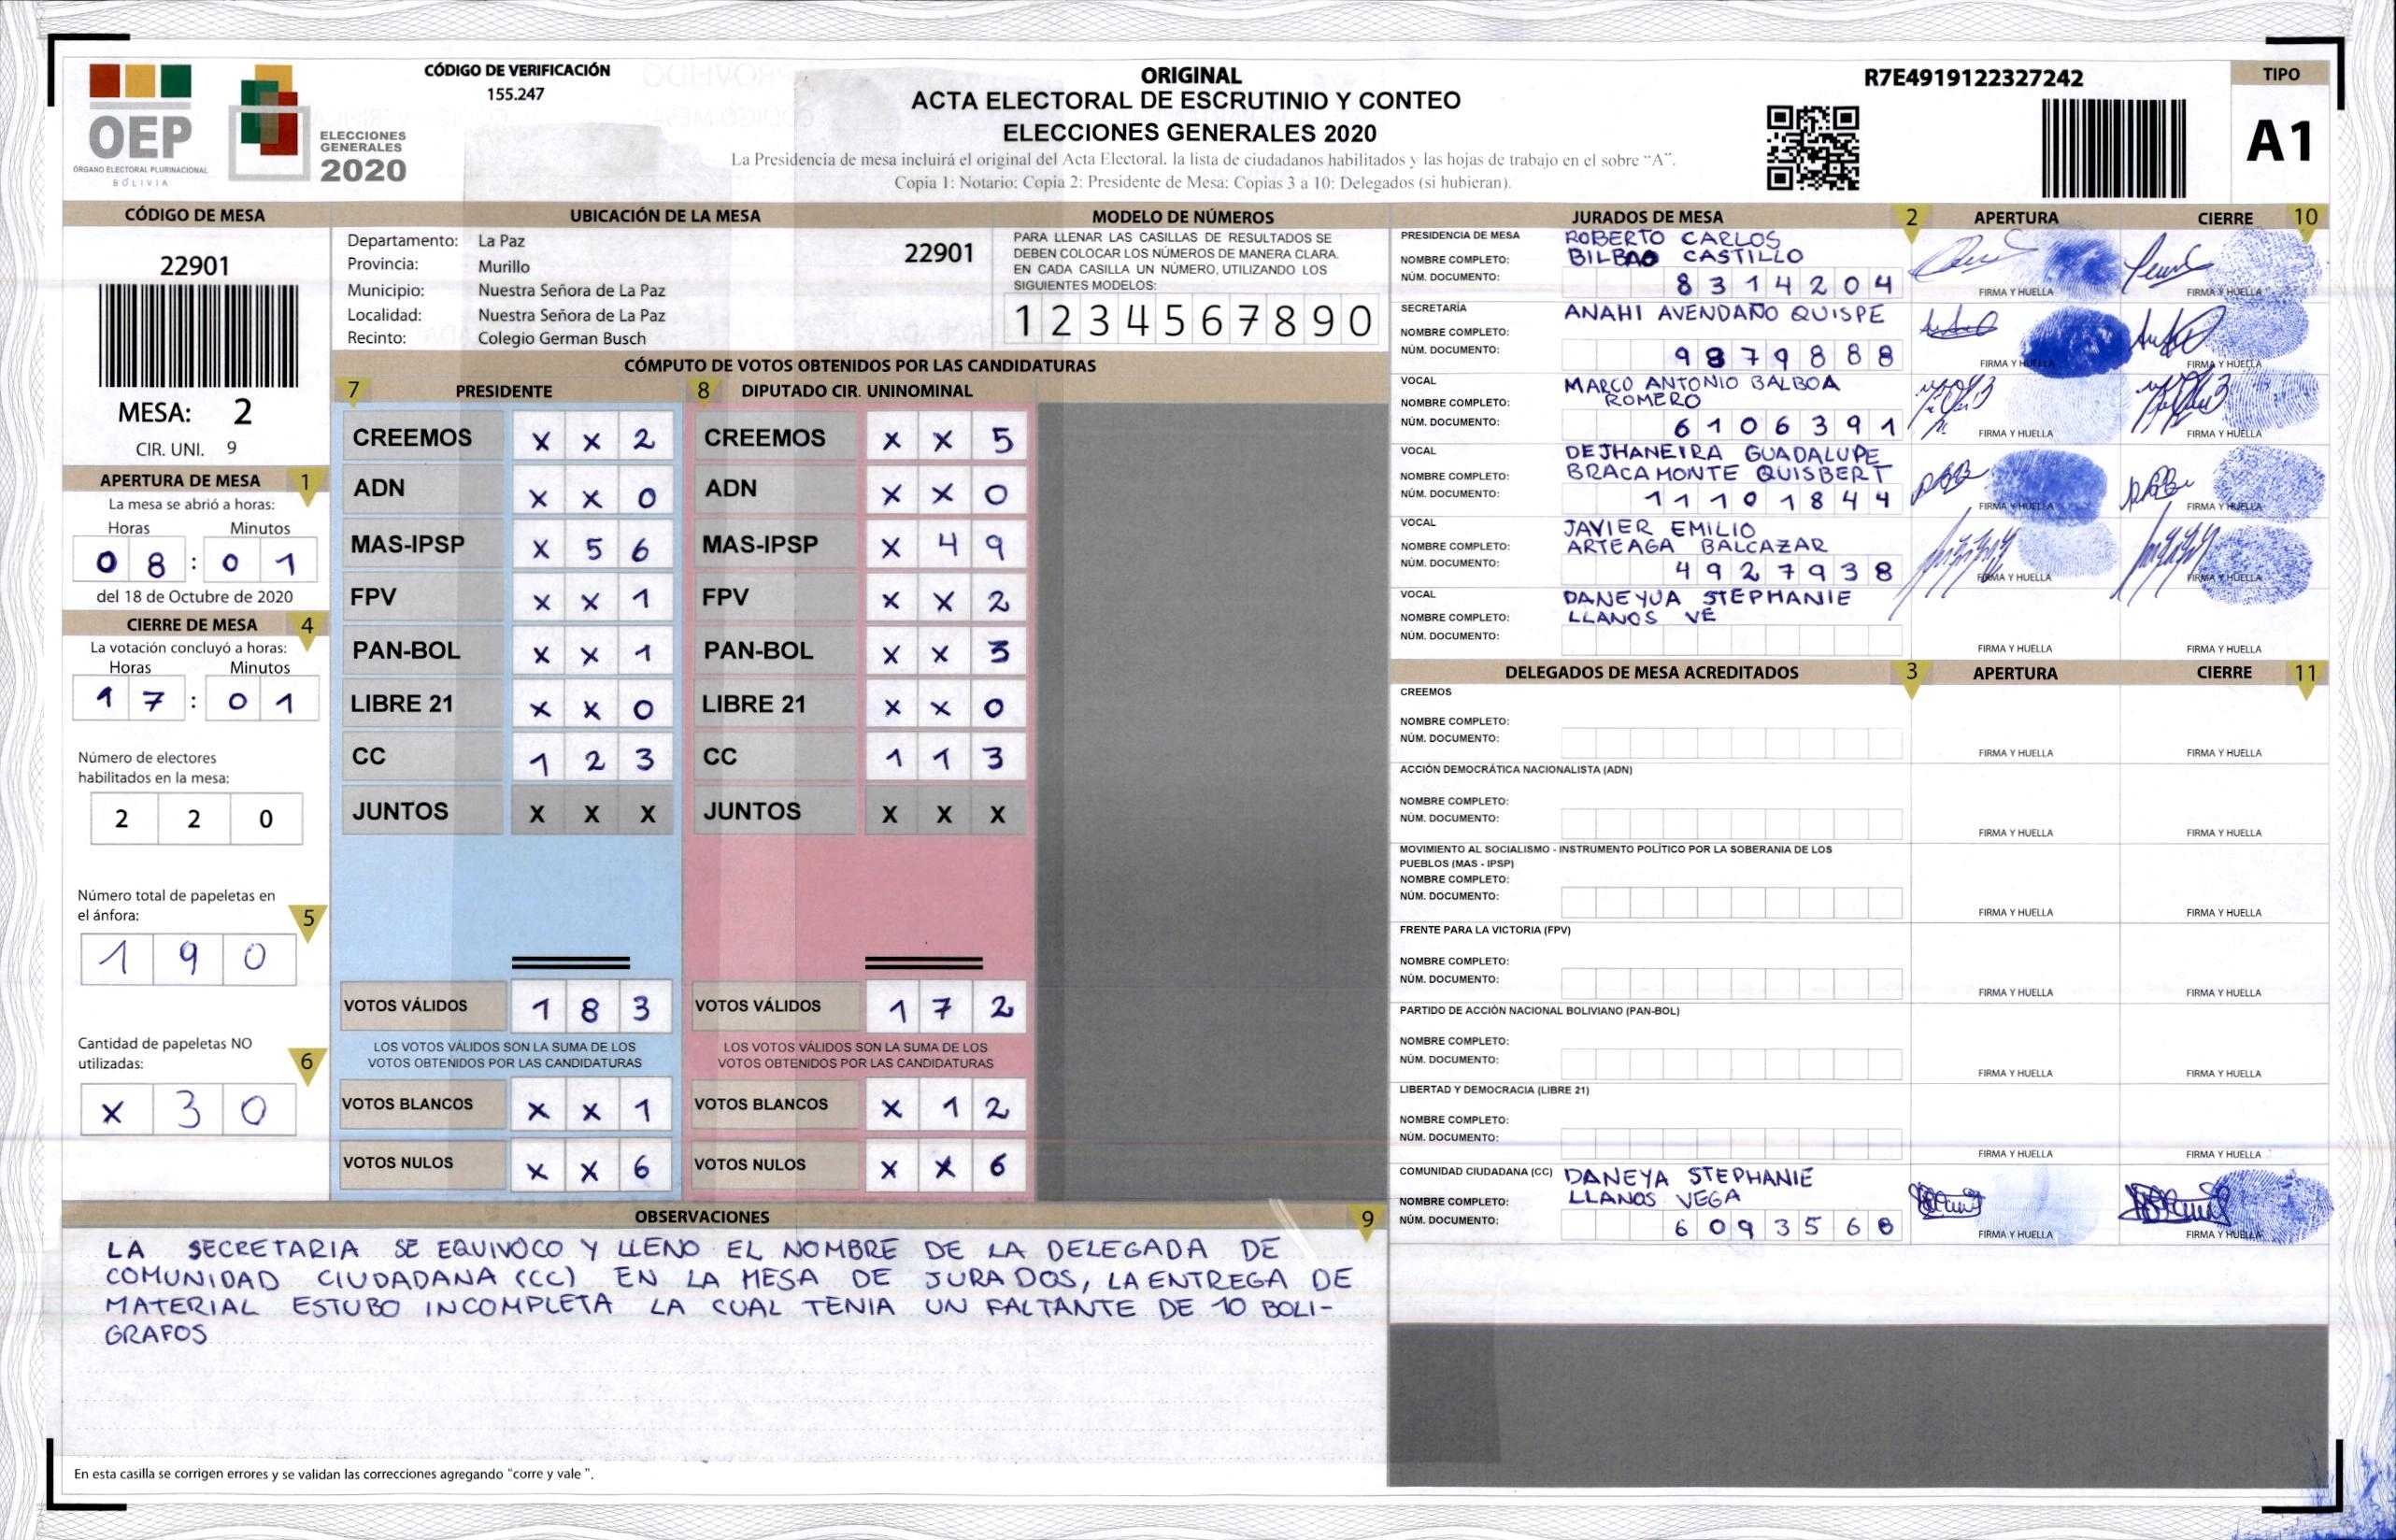 OEP
ÓRGANO ELECTORAL PLURINACIONAL
BOLIVIA
ELECCIONES
GENERALES
2020
CÓDIGO DE VERIFICACIÓN
155.247
ORIGINAL
ACTA ELECTORAL DE ESCRUTINIO Y CONTEO
ELECCIONES GENERALES 2020
La Presidencia de mesa incluirá el original del Acta Electoral, la lista de ciudadanos habilitados y las hojas de trabajo en el sobre "A".
Copia 1: Notario; Copia 2: Presidente de Mesa; Copias 3 a 10: Delegados (si hubieran).
R7E4919122327242
TIPO
A1
CÓDIGO DE MESA
22901
MESA: 2
CIR. UNI. 9
APERTURA DE MESA 1
La mesa se abrió a horas:
Horas Minutos
0 8 : 0 1
del 18 de Octubre de 2020
CIERRE DE MESA 4
La votación concluyó a horas:
Horas Minutos
1 7 : 0 1
Número de electores
habilitados en la mesa:
2 2 0
Número total de papeletas en
el ánfora: 5
1 9 0
Cantidad de papeletas NO
utilizadas: 6
x 3 0
UBICACIÓN DE LA MESA
Departamento: La Paz
22901
Provincia: Murillo
Municipio: Nuestra Señora de La Paz
Localidad: Nuestra Señora de La Paz
Recinto: Colegio German Busch
MODELO DE NÚMEROS
PARA LLENAR LAS CASILLAS DE RESULTADOS SE
DEBEN COLOCAR LOS NÚMEROS DE MANERA CLARA.
EN CADA CASILLA UN NÚMERO, UTILIZANDO LOS
SIGUIENTES MODELOS:
1 2 3 4 5 6 7 8 9 0
CÓMPUTO DE VOTOS OBTENIDOS POR LAS CANDIDATURAS
7 PRESIDENTE
CREEMOS x x 2
ADN x x 0
MAS-IPSP x 5 6
FPV x x 1
PAN-BOL x x 1
LIBRE 21 x x 0
CC 1 2 3
JUNTOS X X X
VOTOS VÁLIDOS 1 8 3
LOS VOTOS VÁLIDOS SON LA SUMA DE LOS
VOTOS OBTENIDOS POR LAS CANDIDATURAS
VOTOS BLANCOS x x 1
VOTOS NULOS x x 6
8 DIPUTADO CIR. UNINOMINAL
CREEMOS x x 5
ADN x x 0
MAS-IPSP x 4 9
FPV x x 2
PAN-BOL x x 3
LIBRE 21 x x 0
CC 1 1 3
JUNTOS X X X
VOTOS VÁLIDOS 1 7 2
LOS VOTOS VÁLIDOS SON LA SUMA DE LOS
VOTOS OBTENIDOS POR LAS CANDIDATURAS
VOTOS BLANCOS x 1 2
VOTOS NULOS x x 6
OBSERVACIONES 9
LA SECRETARIA SE EQUIVOCO Y LLENO EL NOMBRE DE LA DELEGADA DE
COMUNIDAD CIUDADANA (CC) EN LA MESA DE JURADOS, LA ENTREGA DE
MATERIAL ESTUBO INCOMPLETA LA CUAL TENIA UN FALTANTE DE 10 BOLI-
GRAFOS
En esta casilla se corrigen errores y se validan las correcciones agregando "corre y vale ".
JURADOS DE MESA 2 APERTURA CIERRE 10
PRESIDENCIA DE MESA ROBERTO CARLOS
NOMBRE COMPLETO: BILBAO CASTILLO
NÚM. DOCUMENTO: 8 3 1 4 2 0 4
FIRMA Y HUELLA FIRMA Y HUELLA
SECRETARÍA ANAHI AVENDAÑO QUISPE
NOMBRE COMPLETO:
NÚM. DOCUMENTO: 9 8 7 9 8 8 8
FIRMA Y HUELLA FIRMA Y HUELLA
VOCAL MARCO ANTONIO BALBOA
NOMBRE COMPLETO: ROMERO
NÚM. DOCUMENTO: 6 1 0 6 3 9 1
FIRMA Y HUELLA FIRMA Y HUELLA
VOCAL DEJHANEIRA GUADALUPE
NOMBRE COMPLETO: BRACAMONTE QUISBERT
NÚM. DOCUMENTO: 1 1 1 0 1 8 4 4
FIRMA Y HUELLA FIRMA Y HUELLA
VOCAL JAVIER EMILIO
NOMBRE COMPLETO: ARTEAGA BALCAZAR
NÚM. DOCUMENTO: 4 9 2 7 9 3 8
FIRMA Y HUELLA FIRMA Y HUELLA
VOCAL DANEYUA STEPHANIE
NOMBRE COMPLETO: LLANOS VE
NÚM. DOCUMENTO:
FIRMA Y HUELLA FIRMA Y HUELLA
DELEGADOS DE MESA ACREDITADOS 3 APERTURA CIERRE 11
CREEMOS
NOMBRE COMPLETO:
NÚM. DOCUMENTO:
FIRMA Y HUELLA FIRMA Y HUELLA
ACCIÓN DEMOCRÁTICA NACIONALISTA (ADN)
NOMBRE COMPLETO:
NÚM. DOCUMENTO:
FIRMA Y HUELLA FIRMA Y HUELLA
MOVIMIENTO AL SOCIALISMO - INSTRUMENTO POLÍTICO POR LA SOBERANIA DE LOS
PUEBLOS (MAS - IPSP)
NOMBRE COMPLETO:
NÚM. DOCUMENTO:
FIRMA Y HUELLA FIRMA Y HUELLA
FRENTE PARA LA VICTORIA (FPV)
NOMBRE COMPLETO:
NÚM. DOCUMENTO:
FIRMA Y HUELLA FIRMA Y HUELLA
PARTIDO DE ACCIÓN NACIONAL BOLIVIANO (PAN-BOL)
NOMBRE COMPLETO:
NÚM. DOCUMENTO:
FIRMA Y HUELLA FIRMA Y HUELLA
LIBERTAD Y DEMOCRACIA (LIBRE 21)
NOMBRE COMPLETO:
NÚM. DOCUMENTO:
FIRMA Y HUELLA FIRMA Y HUELLA
COMUNIDAD CIUDADANA (CC) DANEYA STEPHANIE
NOMBRE COMPLETO: LLANOS VEGA
NÚM. DOCUMENTO: 6 0 9 3 5 6 8
FIRMA Y HUELLA FIRMA Y HUELLA